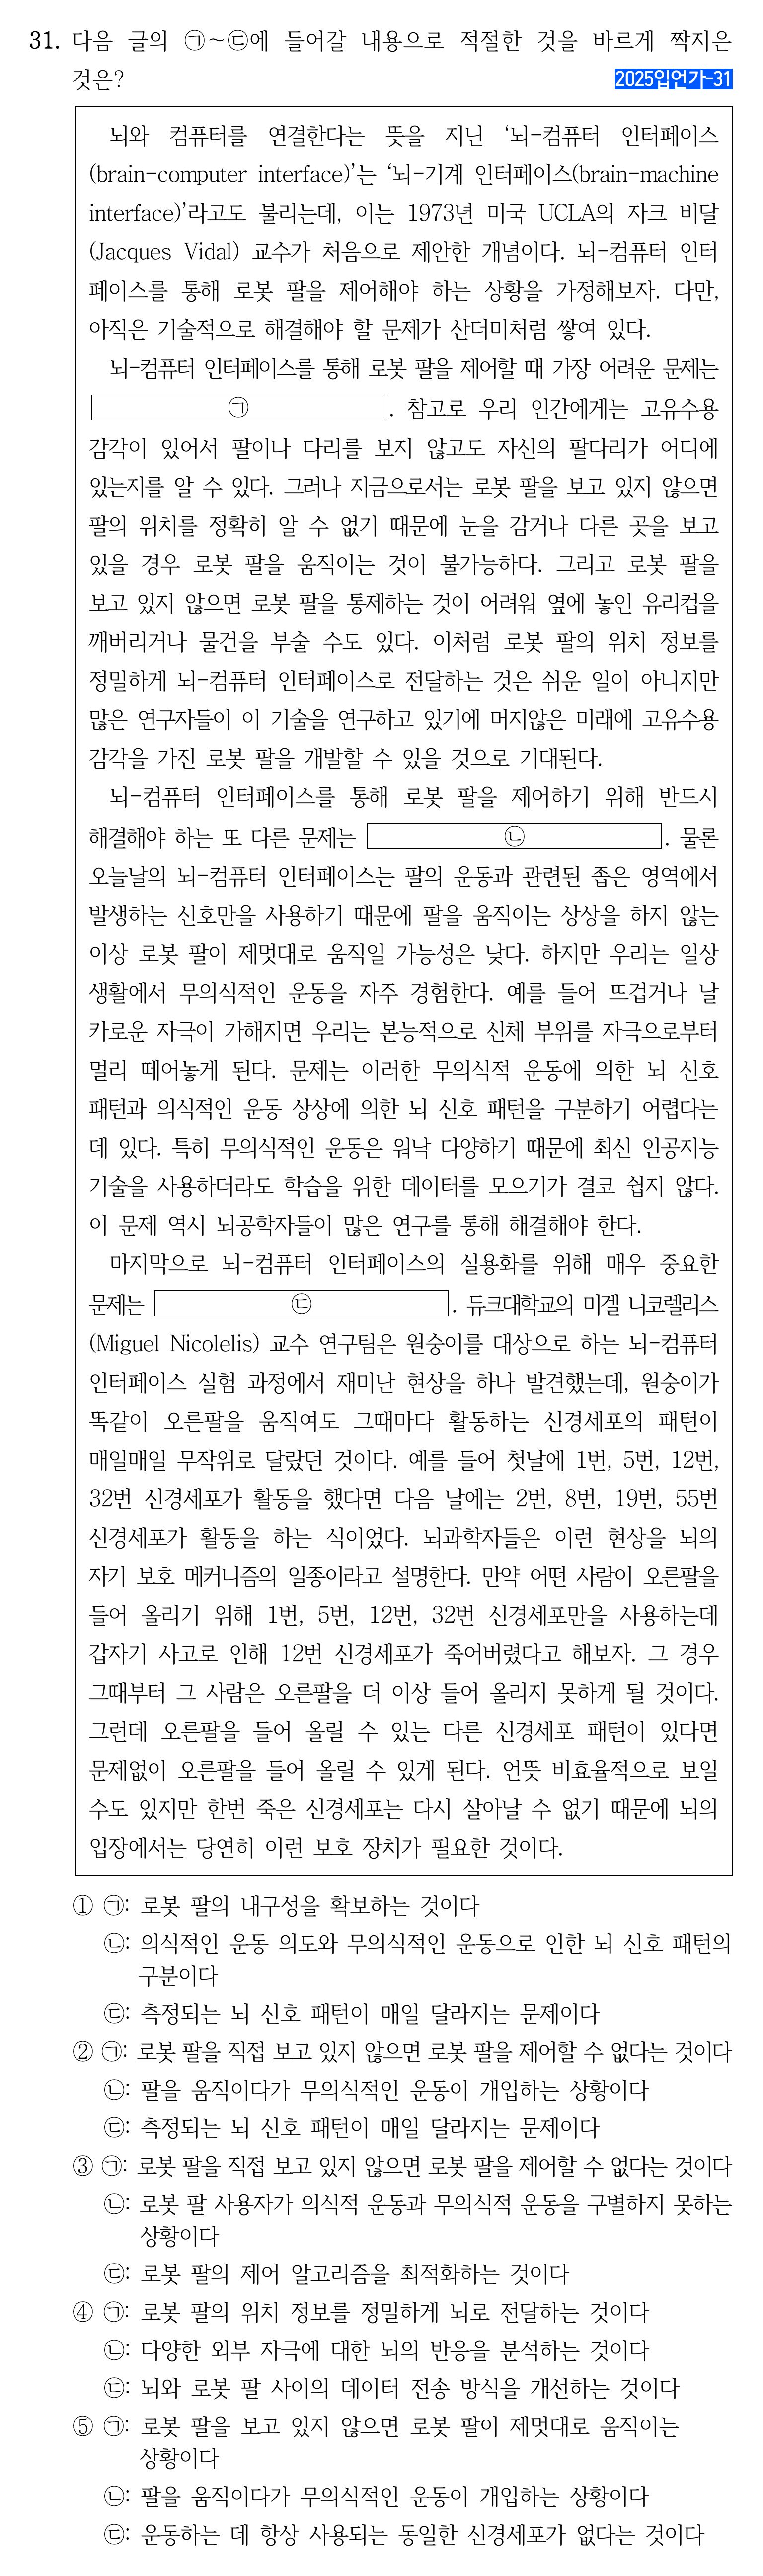 31. 다음 글의 ㉠~㉢에 들어갈 내용으로 적절한 것을 바르게 짝지은
것은?
2025입언가-31
뇌와 컴퓨터를 연결한다는 뜻을 지닌 ‘뇌-컴퓨터 인터페이스
(brain-computer interface)’는 ‘뇌-기계 인터페이스(brain-machine
interface)’라고도 불리는데, 이는 1973년 미국 UCLA의 자크 비달
(Jacques Vidal) 교수가 처음으로 제안한 개념이다. 뇌-컴퓨터 인터
페이스를 통해 로봇 팔을 제어해야 하는 상황을 가정해보자. 다만,
아직은 기술적으로 해결해야 할 문제가 산더미처럼 쌓여 있다.
뇌-컴퓨터 인터페이스를 통해 로봇 팔을 제어할 때 가장 어려운 문제는
㉠. 참고로 우리 인간에게는 고유수용
감각이 있어서 팔이나 다리를 보지 않고도 자신의 팔다리가 어디에
있는지를 알 수 있다. 그러나 지금으로서는 로봇 팔을 보고 있지 않으면
팔의 위치를 정확히 알 수 없기 때문에 눈을 감거나 다른 곳을 보고
있을 경우 로봇 팔을 움직이는 것이 불가능하다. 그리고 로봇 팔을
보고 있지 않으면 로봇 팔을 통제하는 것이 어려워 옆에 놓인 유리컵을
깨버리거나 물건을 부술 수도 있다. 이처럼 로봇 팔의 위치 정보를
정밀하게 뇌-컴퓨터 인터페이스로 전달하는 것은 쉬운 일이 아니지만
많은 연구자들이 이 기술을 연구하고 있기에 머지않은 미래에 고유수용
감각을 가진 로봇 팔을 개발할 수 있을 것으로 기대된다.
뇌-컴퓨터 인터페이스를 통해 로봇 팔을 제어하기 위해 반드시
해결해야 하는 또 다른 문제는 ㉡. 물론
오늘날의 뇌-컴퓨터 인터페이스는 팔의 운동과 관련된 좁은 영역에서
발생하는 신호만을 사용하기 때문에 팔을 움직이는 상상을 하지 않는
이상 로봇 팔이 제멋대로 움직일 가능성은 낮다. 하지만 우리는 일상
생활에서 무의식적인 운동을 자주 경험한다. 예를 들어 뜨겁거나 날
카로운 자극이 가해지면 우리는 본능적으로 신체 부위를 자극으로부터
멀리 떼어놓게 된다. 문제는 이러한 무의식적 운동에 의한 뇌 신호
패턴과 의식적인 운동 상상에 의한 뇌 신호 패턴을 구분하기 어렵다는
데 있다. 특히 무의식적인 운동은 워낙 다양하기 때문에 최신 인공지능
기술을 사용하더라도 학습을 위한 데이터를 모으기가 결코 쉽지 않다.
이 문제 역시 뇌공학자들이 많은 연구를 통해 해결해야 한다.
마지막으로 뇌-컴퓨터 인터페이스의 실용화를 위해 매우 중요한
문제는 ㉢. 듀크대학교의 미겔 니코렐리스
(Miguel Nicolelis) 교수 연구팀은 원숭이를 대상으로 하는 뇌-컴퓨터
인터페이스 실험 과정에서 재미난 현상을 하나 발견했는데, 원숭이가
똑같이 오른팔을 움직여도 그때마다 활동하는 신경세포의 패턴이
매일매일 무작위로 달랐던 것이다. 예를 들어 첫날에 1번, 5번, 12번,
32번 신경세포가 활동을 했다면 다음 날에는 2번, 8번, 19번, 55번
신경세포가 활동을 하는 식이었다. 뇌과학자들은 이런 현상을 뇌의
자기 보호 메커니즘의 일종이라고 설명한다. 만약 어떤 사람이 오른팔을
들어 올리기 위해 1번, 5번, 12번, 32번 신경세포만을 사용하는데
갑자기 사고로 인해 12번 신경세포가 죽어버렸다고 해보자. 그 경우
그때부터 그 사람은 오른팔을 더 이상 들어 올리지 못하게 될 것이다.
그런데 오른팔을 들어 올릴 수 있는 다른 신경세포 패턴이 있다면
문제없이 오른팔을 들어 올릴 수 있게 된다. 언뜻 비효율적으로 보일
수도 있지만 한번 죽은 신경세포는 다시 살아날 수 없기 때문에 뇌의
입장에서는 당연히 이런 보호 장치가 필요한 것이다.
① ㉠: 로봇 팔의 내구성을 확보하는 것이다
㉡: 의식적인 운동 의도와 무의식적인 운동으로 인한 뇌 신호 패턴의
구분이다
㉢: 측정되는 뇌 신호 패턴이 매일 달라지는 문제이다
② ㉠: 로봇 팔을 직접 보고 있지 않으면 로봇 팔을 제어할 수 없다는 것이다
㉡: 팔을 움직이다가 무의식적인 운동이 개입하는 상황이다
㉢: 측정되는 뇌 신호 패턴이 매일 달라지는 문제이다
③ ㉠: 로봇 팔을 직접 보고 있지 않으면 로봇 팔을 제어할 수 없다는 것이다
㉡: 로봇 팔 사용자가 의식적 운동과 무의식적 운동을 구별하지 못하는
상황이다
㉢: 로봇 팔의 제어 알고리즘을 최적화하는 것이다
④ ㉠: 로봇 팔의 위치 정보를 정밀하게 뇌로 전달하는 것이다
㉡: 다양한 외부 자극에 대한 뇌의 반응을 분석하는 것이다
㉢: 뇌와 로봇 팔 사이의 데이터 전송 방식을 개선하는 것이다
⑤ ㉠: 로봇 팔을 보고 있지 않으면 로봇 팔이 제멋대로 움직이는
상황이다
㉡: 팔을 움직이다가 무의식적인 운동이 개입하는 상황이다
㉢: 운동하는 데 항상 사용되는 동일한 신경세포가 없다는 것이다